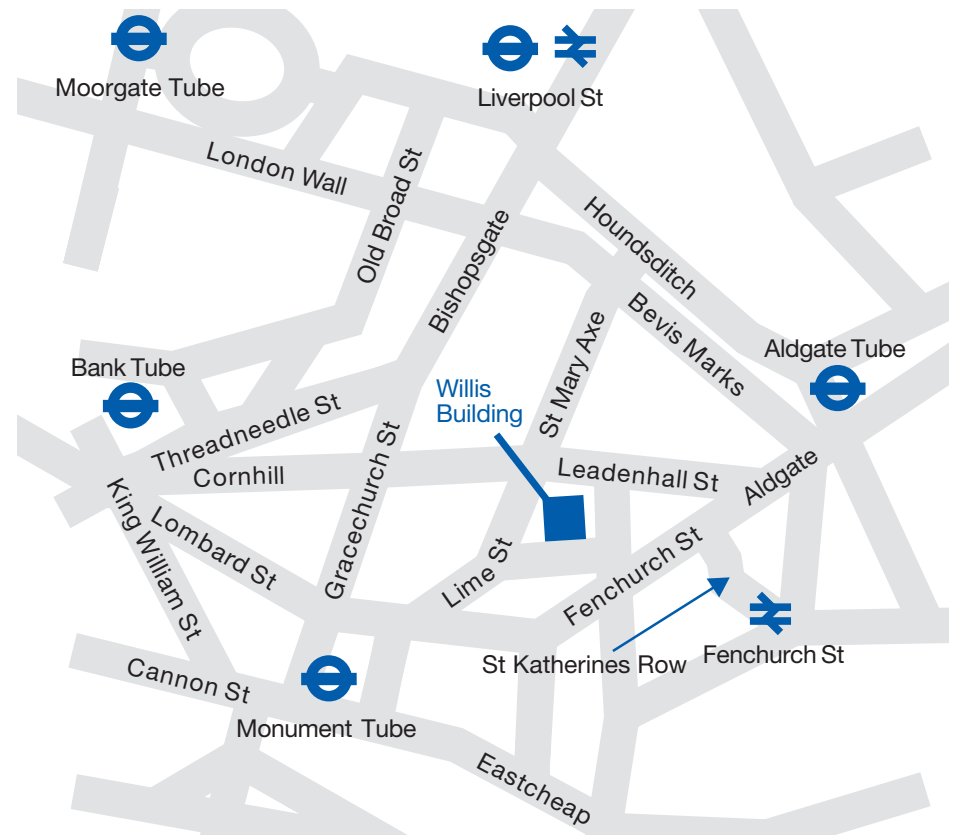 Moorgate Tube
Liverpool St
London Wall
Old Broad St
Bishopsgate
Houndsditch
Bevis Marks
St Mary Axe
Aldgate Tube
Bank Tube
Willis
Building
Threadneedle St
Cornhill
Gracechurch St
Leadenhall St
Aldgate
King William St
Lombard St
Lime St
Fenchurch St
St Katherines Row
Fenchurch St
Cannon St
Monument Tube
Eastcheap